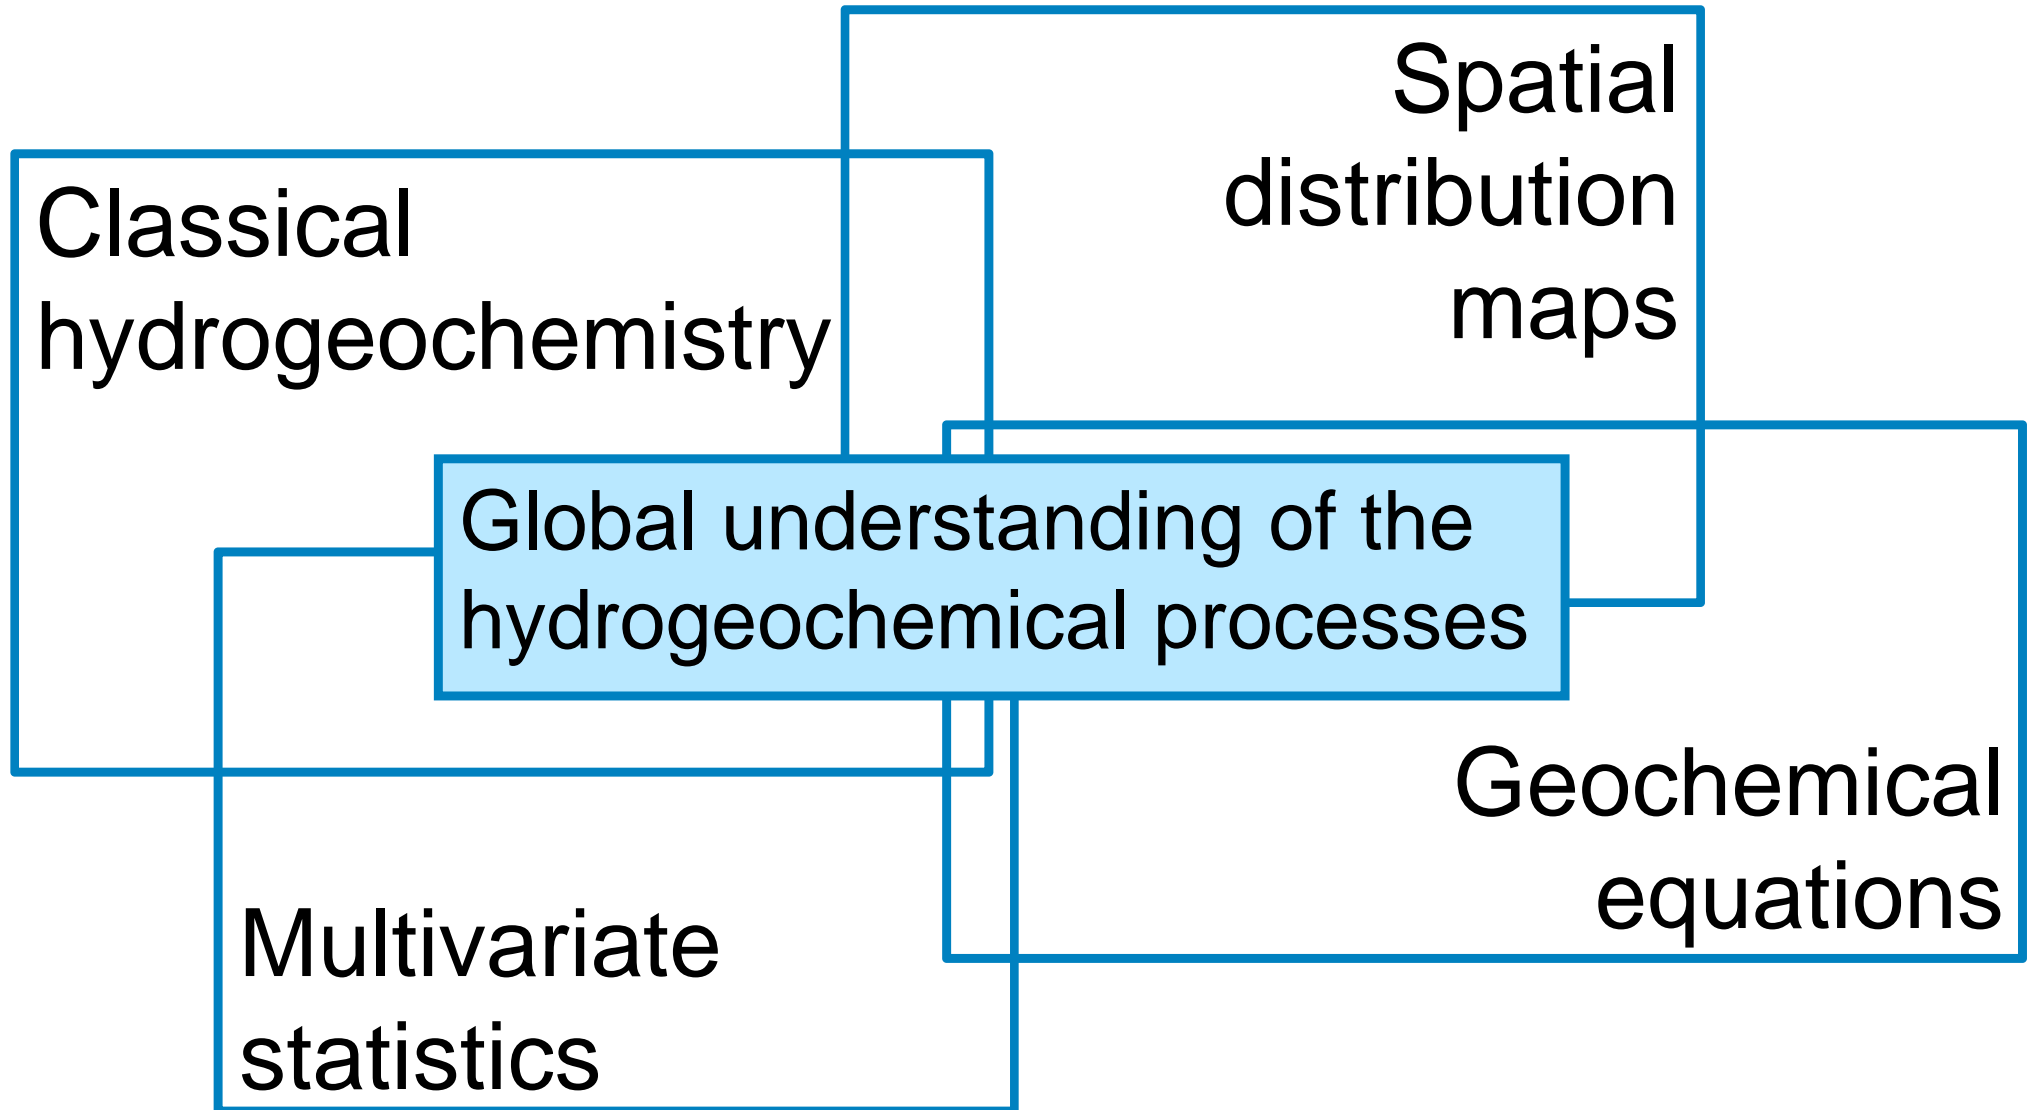 Spatial
distribution
maps
Classical
hydrogeochemistry
Global understanding of the
hydrogeochemical processes
Geochemical
equations
Multivariate
statistics